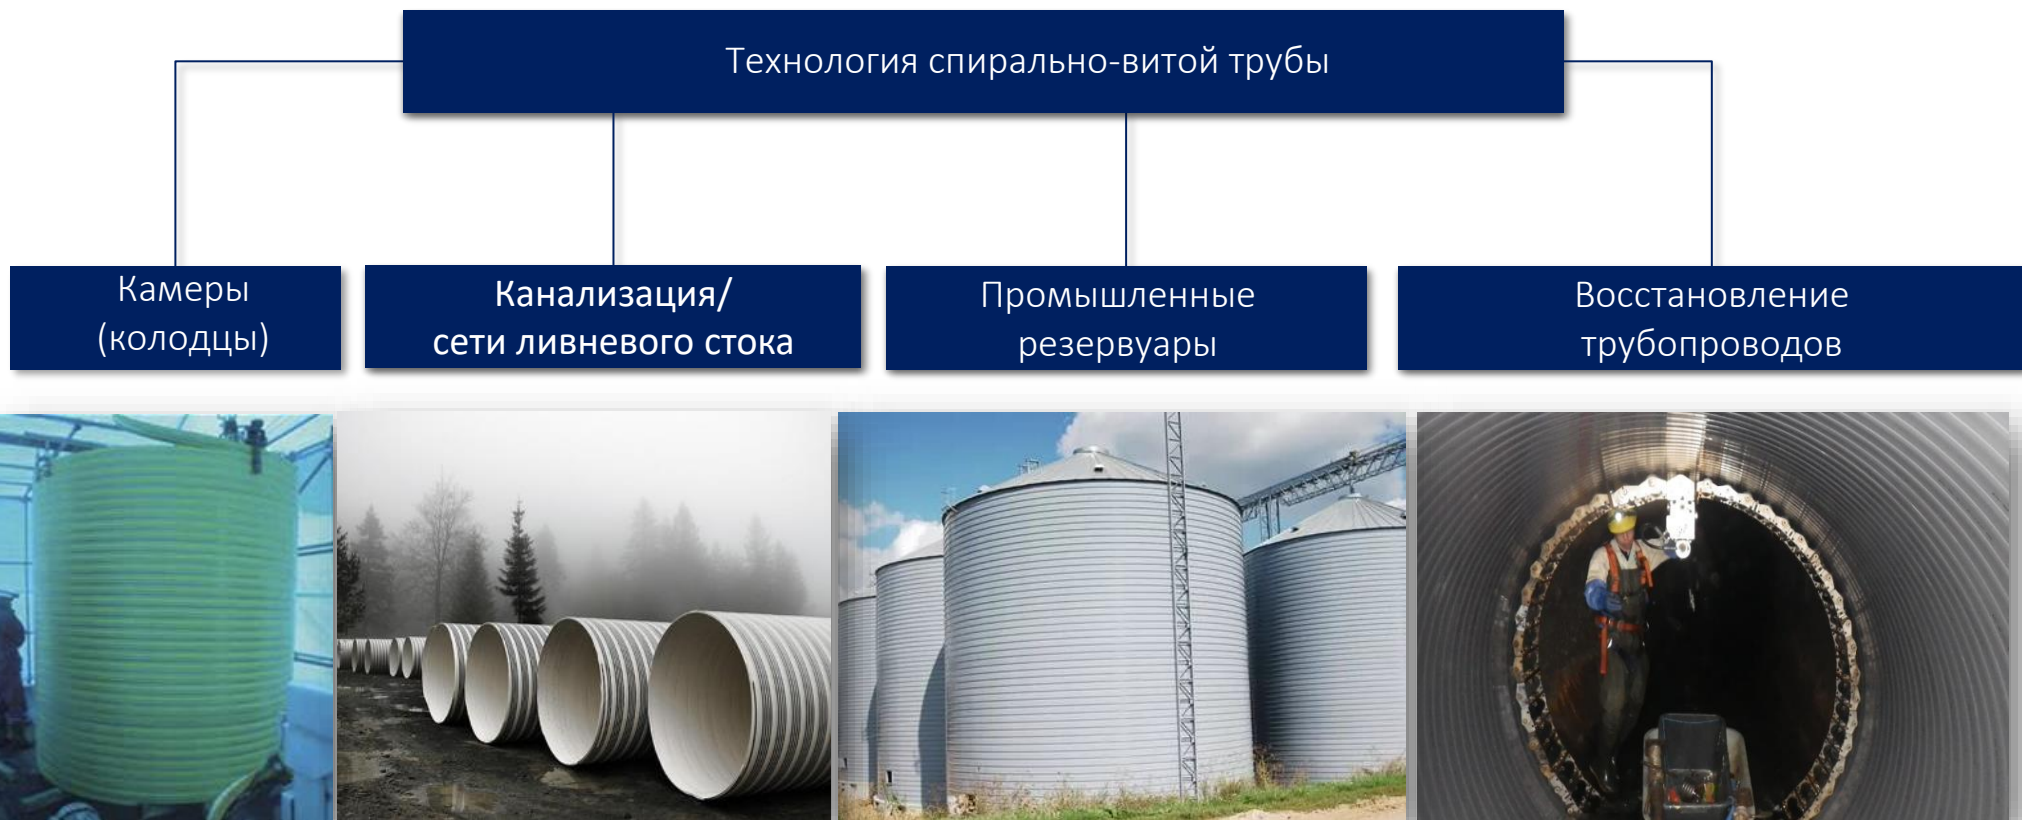 Технология спирально-витой трубы
Камеры
(колодцы)
Канализация/
сети ливневого стока
Промышленные
резервуары
Восстановление
трубопроводов